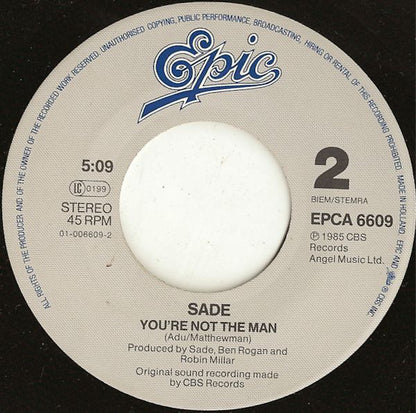 ALL RIGHTS OF THE PRODUCER AND OF THE OWNER OF THE RECORDED WORK RESERVED. UNAUTHORISED COPYING, PUBLIC PERFORMANCE, BROADCASTING, HIRING OR RENTAL OF THIS RECORDING PROHIBITED. MADE IN HOLLAND. EPIC AND ARE ® CBS INC.
Epic
5:09
LC 0199
STEREO
45 RPM
01-006609-2
2
BIEM/STEMRA
EPCA 6609
℗ 1985 CBS
Records
Angel Music Ltd.
SADE
YOU'RE NOT THE MAN
(Adu/Matthewman)
Produced by Sade, Ben Rogan and
Robin Millar
Original sound recording made
by CBS Records